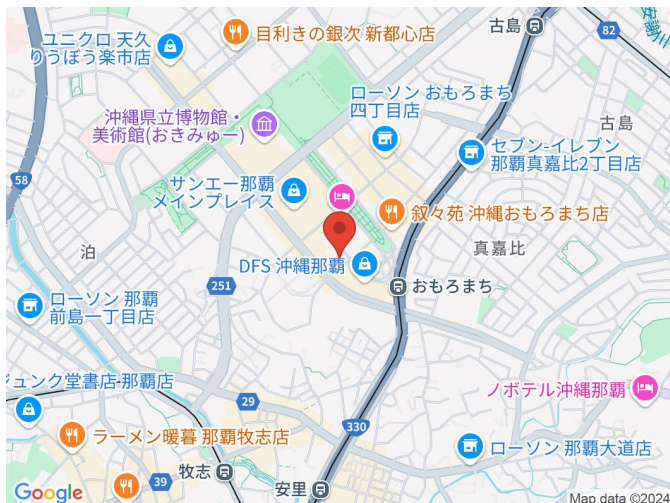 ユニクロ 天久
りうぼう楽市店
目利きの銀次 新都心店
古島
82
安謝川
沖縄県立博物館・
美術館(おきみゅー)
ローソン おもろまち
四丁目店
古島
セブン-イレブン
那覇真嘉比2丁目店
58
サンエー那覇
メインプレイス
叙々苑 沖縄おもろまち店
泊
真嘉比
DFS 沖縄那覇
251
おもろまち
ローソン 那覇
前島一丁目店
ジュンク堂書店 那覇店
ノボテル沖縄那覇
29
330
ラーメン暖暮 那覇牧志店
ローソン 那覇大道店
牧志
39
安里
Google
Map data ©2024